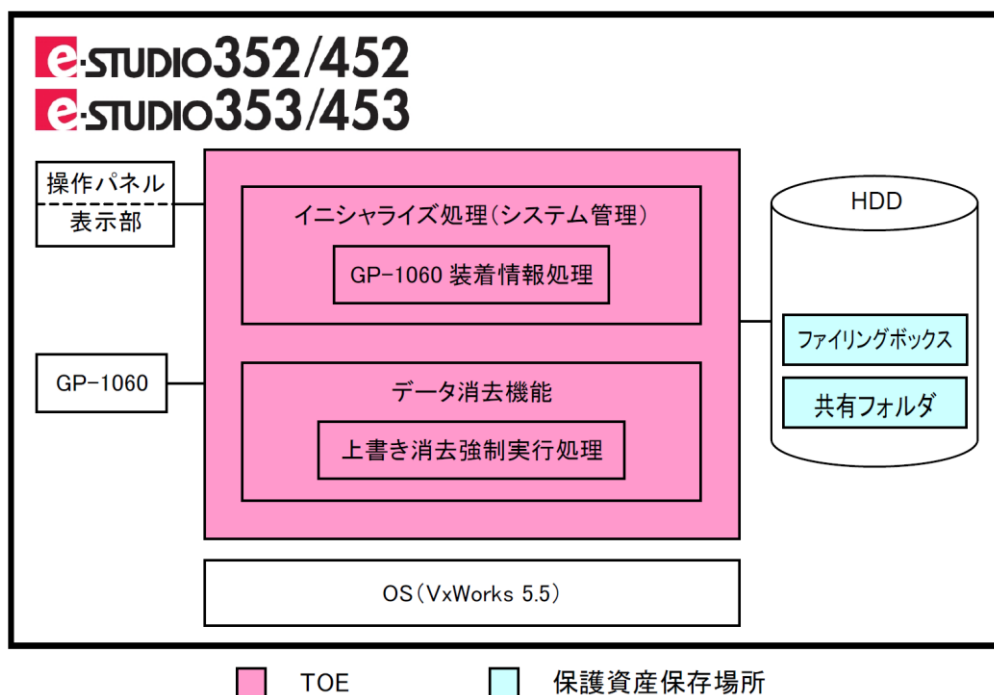 e-STUDIO352/452
e-STUDIO353/453
操作パネル
表示部
イニシャライズ処理(システム管理)
GP-1060 装着情報処理
HDD
ファイリングボックス
共有フォルダ
GP-1060
データ消去機能
上書き消去強制実行処理
OS(VxWorks 5.5)
TOE
保護資産保存場所